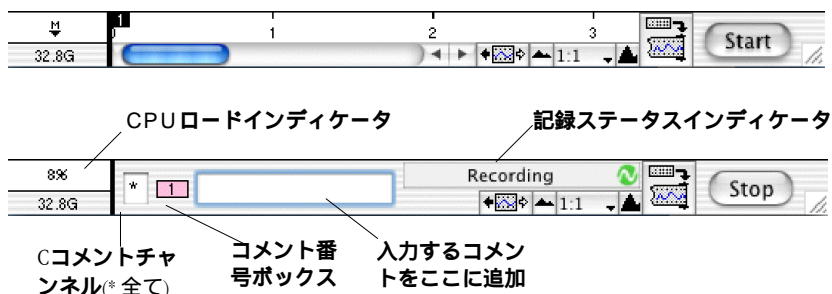 M 1 0 1 2 3
32.8G 1:1 Start
CPUロードインディケータ 記録ステータスインディケータ
8% Recording
* 1 Stop
32.8G 1:1
Cコメントチャ
ンネル(* 全て)
コメント番
号ボックス
入力するコメン
トをここに追加